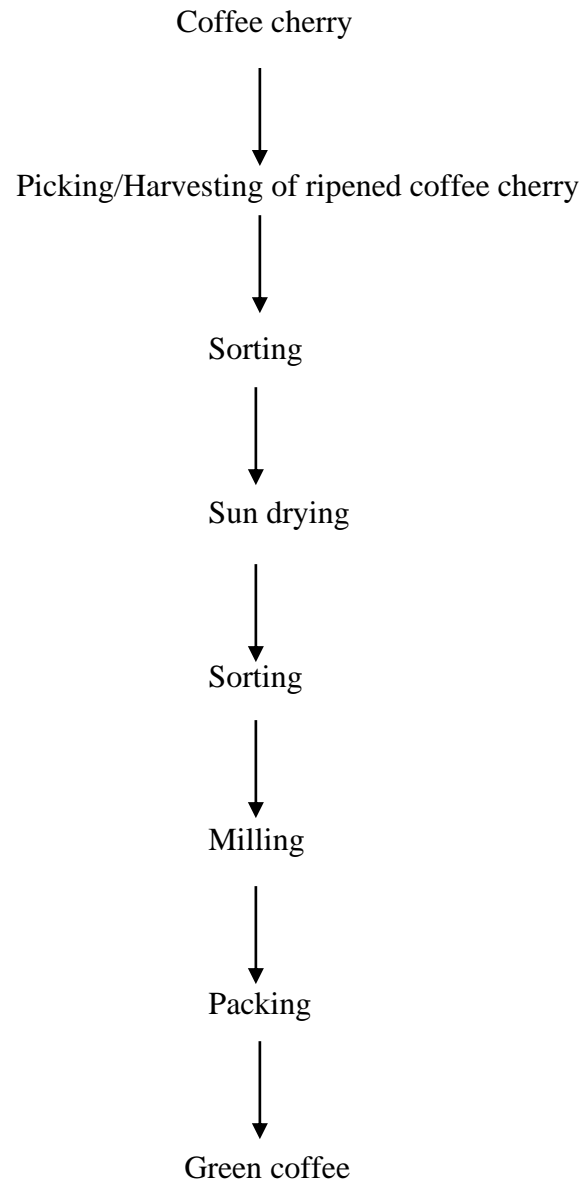 Coffee cherry
Picking/Harvesting of ripened coffee cherry
Sorting
Sun drying
Sorting
Milling
Packing
Green coffee